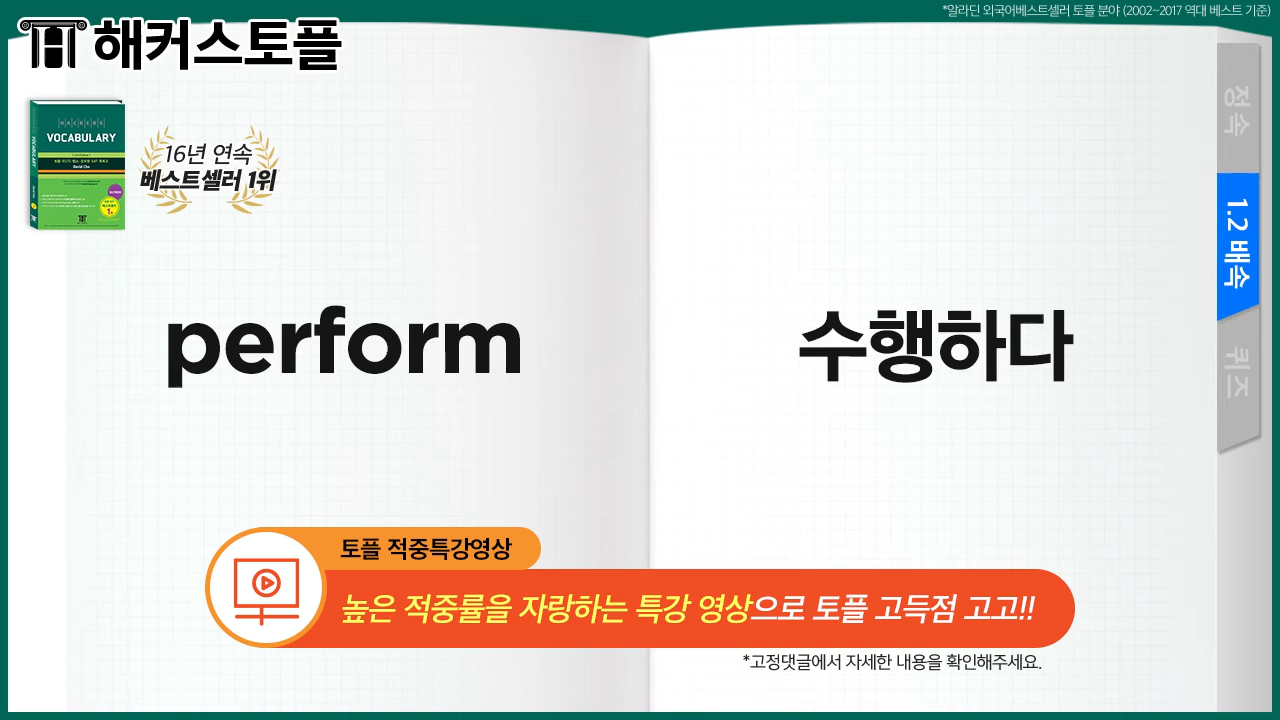 *알라딘 외국어베스트셀러 토플 분야 (2002~2017 역대 베스트 기준)
해커스토플
HACKERS
VOCABULARY
16년 연속
베스트셀러 1위
정속
1.2 배속
퀴즈
perform
수행하다
토플 적중특강영상
높은 적중률을 자랑하는 특강 영상으로 토플 고득점 고고!!
*고정댓글에서 자세한 내용을 확인해주세요.